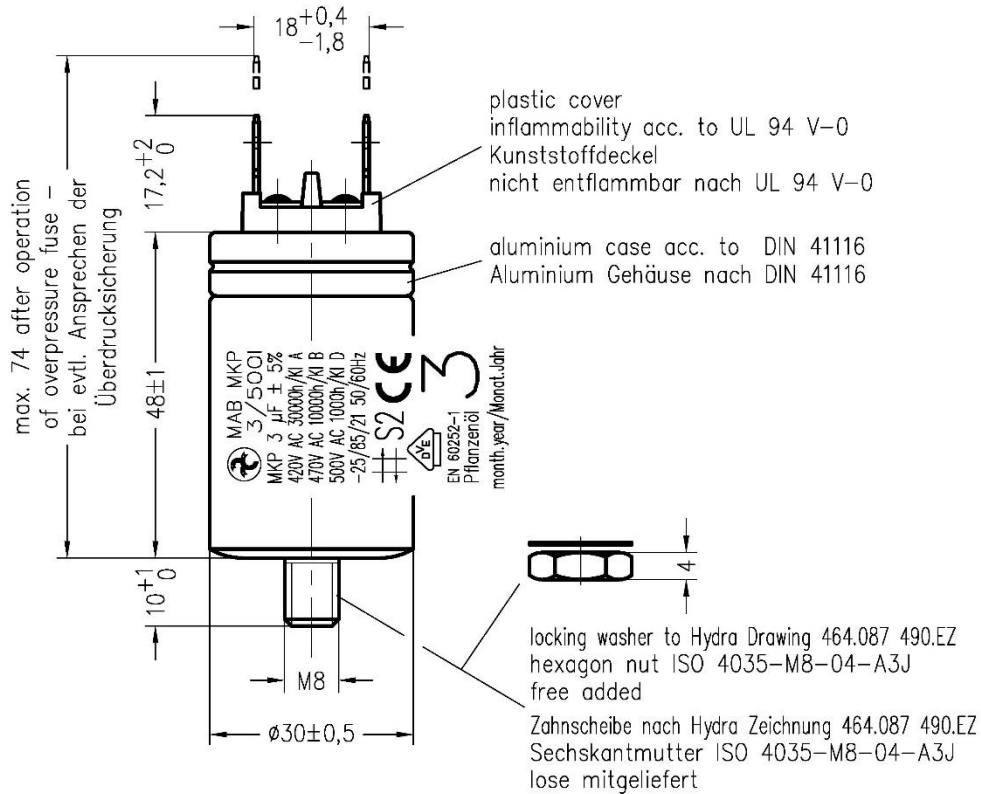 18+0,4
-1,8
max. 74 after operation
of overpressure fuse -
bei evtl. Ansprechen der
Überdrucksicherung
17,2+2
0
48±1
10+1
0
plastic cover
inflammability acc. to UL 94 V-0
Kunststoffdeckel
nicht entflammbar nach UL 94 V-0
aluminium case acc. to DIN 41116
Aluminium Gehäuse nach DIN 41116
MAB MKP
3/500I
MKP 3 µF ± 5%
420V AC 30000h/Kl A
470V AC 10000h/Kl B
500V AC 1000h/Kl D
-25/85/21 50/60Hz
S2 CE
DVE
3
EN 60252-1
Pflanzenöl
month.year/Monat.Jahr
4
M8
ø30±0,5
locking washer to Hydra Drawing 464.087 490.EZ
hexagon nut ISO 4035-M8-04-A3J
free added
Zahnscheibe nach Hydra Zeichnung 464.087 490.EZ
Sechskantmutter ISO 4035-M8-04-A3J
lose mitgeliefert